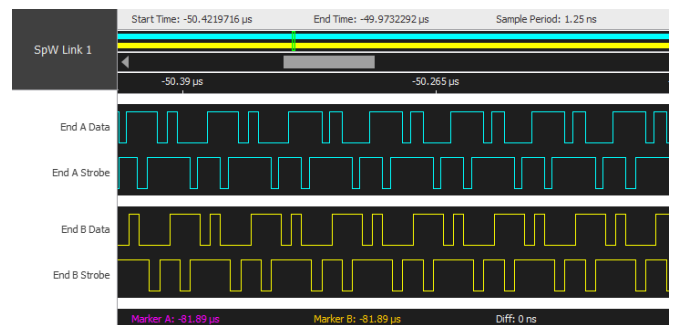 Start Time: -50.4219716 µs End Time: -49.9732292 µs Sample Period: 1.25 ns
SpW Link 1
-50.39 µs -50.265 µs
End A Data
End A Strobe
End B Data
End B Strobe
Marker A: -81.89 µs Marker B: -81.89 µs Diff: 0 ns